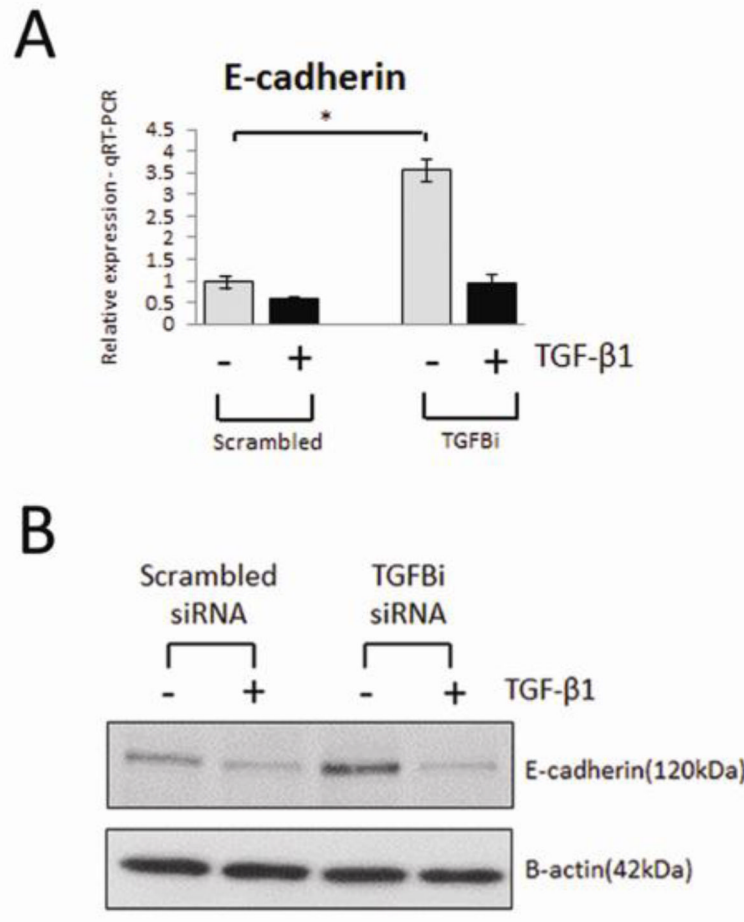 A
E-cadherin
*
Relative expression - qRT-PCR
4.5
4
3.5
3
2.5
2
1.5
1
0.5
0
- + - + TGF-β1
Scrambled TGFBi
B
Scrambled TGFBi
siRNA siRNA
- + - + TGF-β1
E-cadherin(120kDa)
B-actin(42kDa)